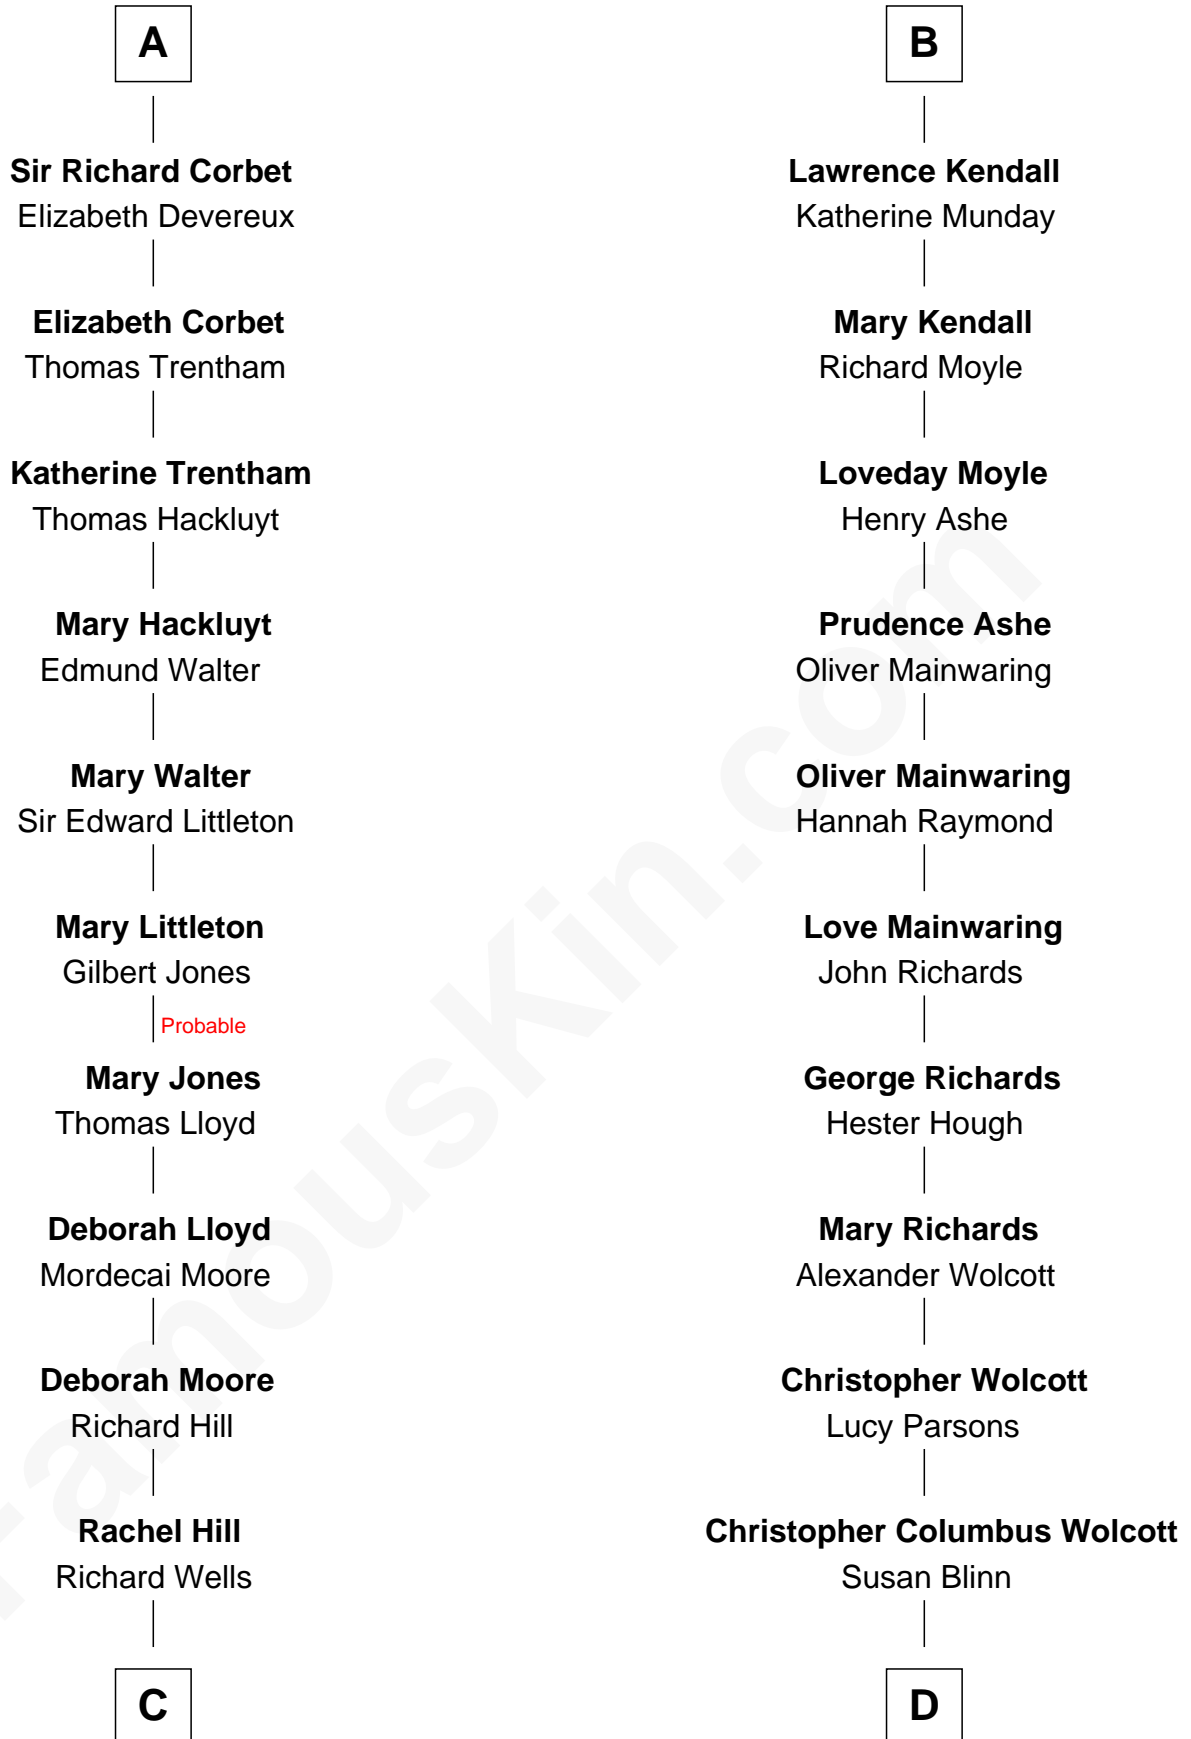 A
Sir Richard Corbet
Elizabeth Devereux
Elizabeth Corbet
Thomas Trentham
Katherine Trentham
Thomas Hackluyt
Mary Hackluyt
Edmund Walter
Mary Walter
Sir Edward Littleton
Mary Littleton
Gilbert Jones
Probable
Mary Jones
Thomas Lloyd
Deborah Lloyd
Mordecai Moore
Deborah Moore
Richard Hill
Rachel Hill
Richard Wells
C
B
Lawrence Kendall
Katherine Munday
Mary Kendall
Richard Moyle
Loveday Moyle
Henry Ashe
Prudence Ashe
Oliver Mainwaring
Oliver Mainwaring
Hannah Raymond
Love Mainwaring
John Richards
George Richards
Hester Hough
Mary Richards
Alexander Wolcott
Christopher Wolcott
Lucy Parsons
Christopher Columbus Wolcott
Susan Blinn
D
FamousKin.com